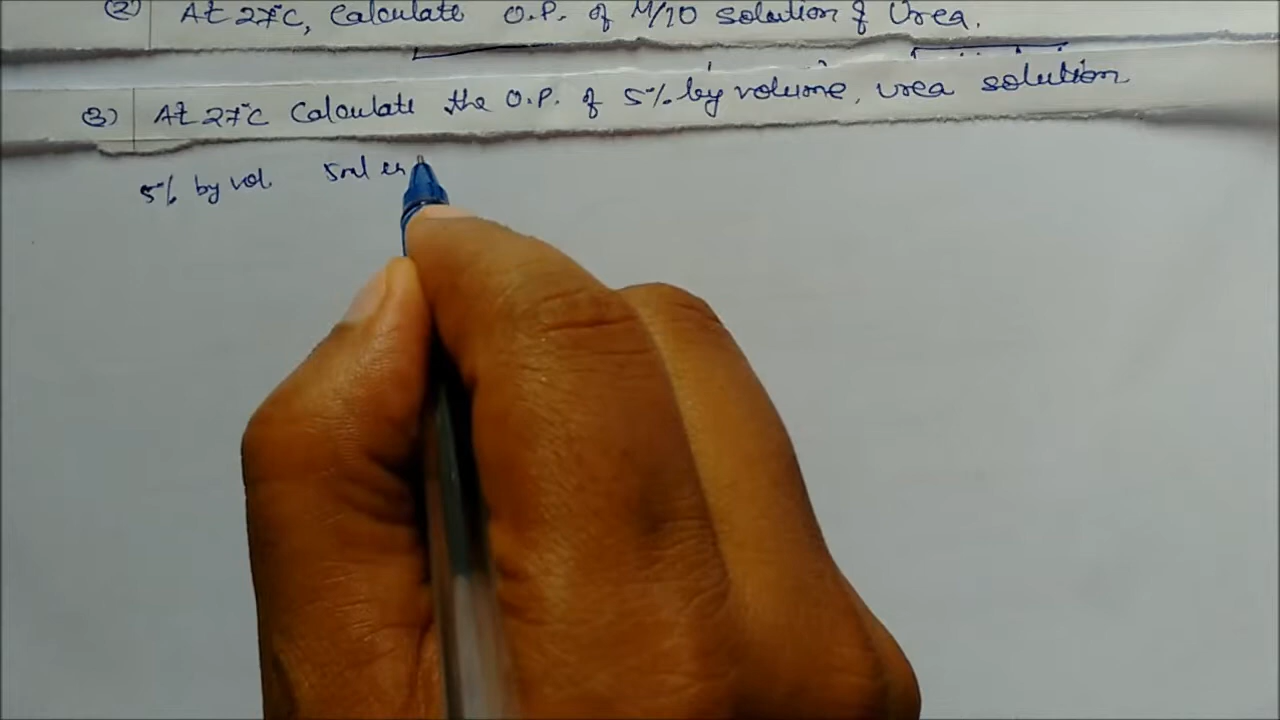 (2) At 27°C, Calculate O.P. of M/10 solution of Urea.
(3) At 27°C Calculate the O.P. of 5% by volume, urea solution
5% by vol 5ml